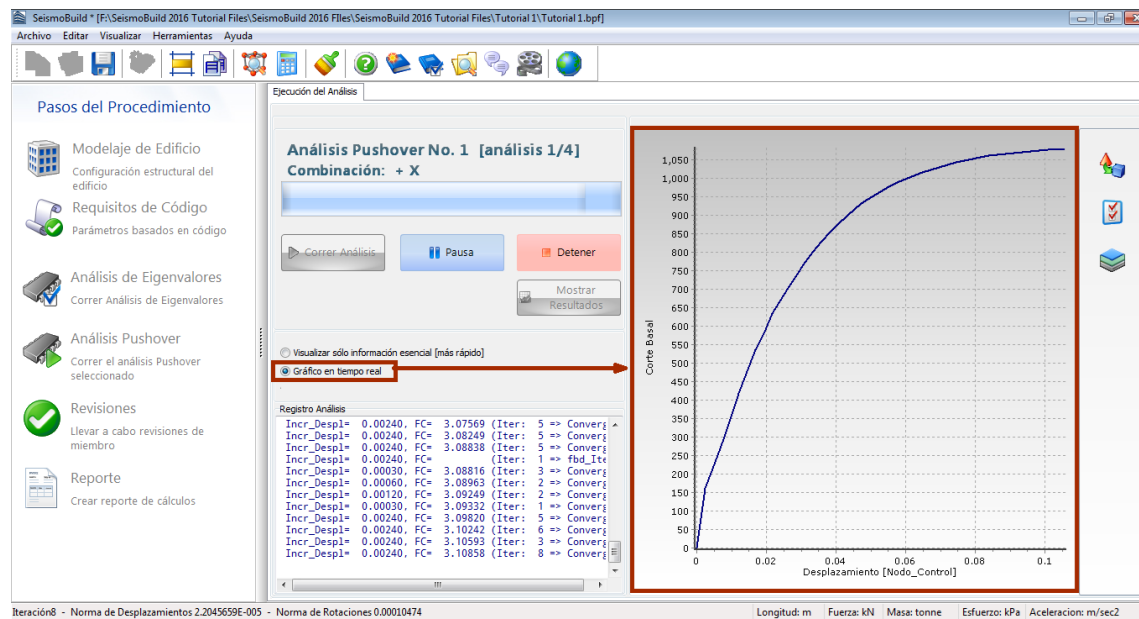 SeismoBuild * [F:\SeismoBuild 2016 Tutorial Files\SeismoBuild 2016 FIles\SeismoBuild 2016 Tutorial Files\Tutorial 1\Tutorial 1.bpf]
Archivo Editar Visualizar Herramientas Ayuda
Pasos del Procedimiento
Modelaje de Edificio
Configuración estructural del
edificio
Requisitos de Código
Parámetros basados en código
Análisis de Eigenvalores
Correr Análisis de Eigenvalores
Análisis Pushover
Correr el análisis Pushover
seleccionado
Revisiones
Llevar a cabo revisiones de
miembro
Reporte
Crear reporte de cálculos
Ejecución del Análisis
Análisis Pushover No. 1 [análisis 1/4]
Combinación: + X
Correr Análisis
Pausa
Detener
Mostrar
Resultados
Visualizar sólo información esencial [más rápido]
Gráfico en tiempo real
Registro Análisis
Incr_Despl= 0.00240, FC= 3.07569 (Iter: 5 => Converg
Incr_Despl= 0.00240, FC= 3.08249 (Iter: 5 => Converg
Incr_Despl= 0.00240, FC= 3.08838 (Iter: 5 => Converg
Incr_Despl= 0.00240, FC= (Iter: 1 => fbd_Ite
Incr_Despl= 0.00030, FC= 3.08816 (Iter: 3 => Converg
Incr_Despl= 0.00060, FC= 3.08963 (Iter: 2 => Converg
Incr_Despl= 0.00120, FC= 3.09249 (Iter: 2 => Converg
Incr_Despl= 0.00030, FC= 3.09332 (Iter: 1 => Converg
Incr_Despl= 0.00240, FC= 3.09820 (Iter: 5 => Converg
Incr_Despl= 0.00240, FC= 3.10242 (Iter: 6 => Converg
Incr_Despl= 0.00240, FC= 3.10593 (Iter: 3 => Converg
Incr_Despl= 0.00240, FC= 3.10858 (Iter: 8 => Converg
Corte Basal
1,050
1,000
950
900
850
800
750
700
650
600
550
500
450
400
350
300
250
200
150
100
50
0
0 0.02 0.04 0.06 0.08 0.1
Desplazamiento [Nodo_Control]
Iteración8 - Norma de Desplazamientos 2.2045659E-005 - Norma de Rotaciones 0.00010474
Longitud: m Fuerza: kN Masa: tonne Esfuerzo: kPa Aceleracion: m/sec2